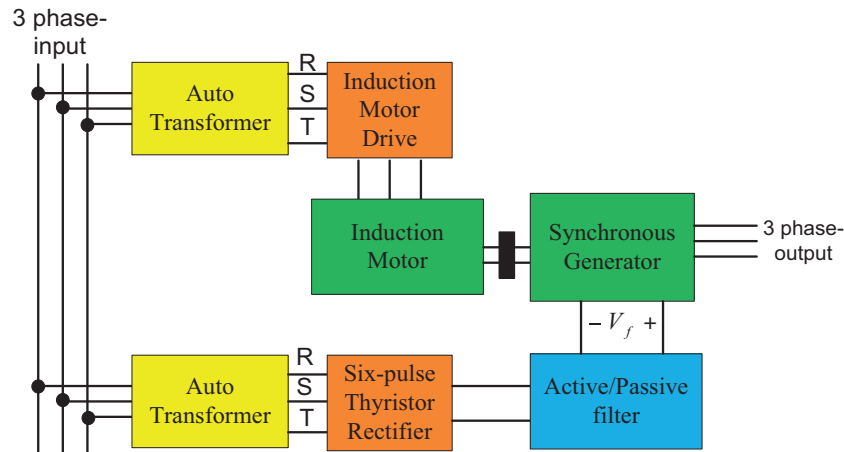 3 phase-
input
Auto
Transformer
R
S
T
Induction
Motor
Drive
Induction
Motor
Synchronous
Generator
3 phase-
output
− V_f +
Auto
Transformer
R
S
T
Six-pulse
Thyristor
Rectifier
Active/Passive
filter